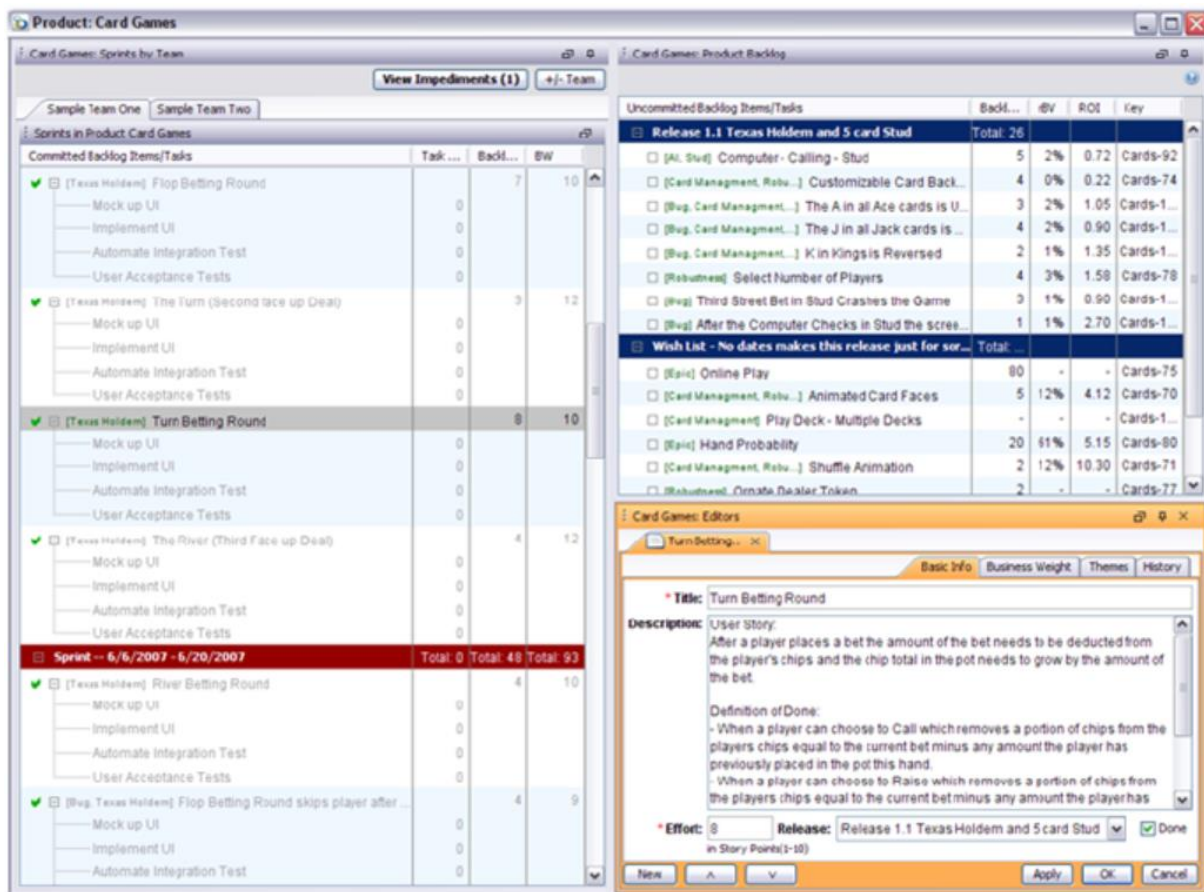 Product: Card Games
Card Games: Sprints by Team
View Impediments (1) +/- Team
Sample Team One Sample Team Two
Sprints in Product Card Games
Committed Backlog Items/Tasks Task ... Backl... BW
[Texas Holdem] Flop Betting Round 7 10
Mock up UI 0
Implement UI 0
Automate Integration Test 0
User Acceptance Tests 0
[Texas Holdem] The Turn (Second face up Deal) 3 12
Mock up UI 0
Implement UI 0
Automate Integration Test 0
User Acceptance Tests 0
[Texas Holdem] Turn Betting Round 8 10
Mock up UI 0
Implement UI 0
Automate Integration Test 0
User Acceptance Tests 0
[Texas Holdem] The River (Third Face up Deal) 4 12
Mock up UI 0
Implement UI 0
Automate Integration Test 0
User Acceptance Tests 0
Sprint -- 6/6/2007 - 6/20/2007 Total: 0 Total: 48 Total: 93
[Texas Holdem] River Betting Round 4 10
Mock up UI 0
Implement UI 0
Automate Integration Test 0
User Acceptance Tests 0
[Bug, Texas Holdem] Flop Betting Round skips player after ... 4 9
Mock up UI 0
Implement UI 0
Automate Integration Test 0
Card Games: Product Backlog
Uncommitted Backlog Items/Tasks Backl... rBV ROI Key
Release 1.1 Texas Holdem and 5 card Stud Total: 26
[AI, Stud] Computer - Calling - Stud 5 2% 0.72 Cards-92
[Card Managment, Robu...] Customizable Card Back... 4 0% 0.22 Cards-74
[Bug, Card Managment,...] The A in all Ace cards is U... 3 2% 1.05 Cards-1...
[Bug, Card Managment,...] The J in all Jack cards is ... 4 2% 0.90 Cards-1...
[Bug, Card Managment,...] K in Kings is Reversed 2 1% 1.35 Cards-1...
[Robustness] Select Number of Players 4 3% 1.58 Cards-78
[Bug] Third Street Bet in Stud Crashes the Game 3 1% 0.90 Cards-1...
[Bug] After the Computer Checks in Stud the scree... 1 1% 2.70 Cards-1...
Wish List - No dates makes this release just for sor... Total: ...
[Epic] Online Play 80 - - Cards-75
[Card Managment, Robu...] Animated Card Faces 5 12% 4.12 Cards-70
[Card Managment] Play Deck - Multiple Decks - - - Cards-1...
[Epic] Hand Probability 20 61% 5.15 Cards-80
[Card Managment, Robu...] Shuffle Animation 2 12% 10.30 Cards-71
[Robustness] Ornate Dealer Token 2 - - Cards-77
Card Games: Editors
Turn Betting...
Basic Info Business Weight Themes History
* Title: Turn Betting Round
Description: User Story:
After a player places a bet the amount of the bet needs to be deducted from
the player's chips and the chip total in the pot needs to grow by the amount of
the bet.
Definition of Done:
- When a player can choose to Call which removes a portion of chips from the
players chips equal to the current bet minus any amount the player has
previously placed in the pot this hand.
- When a player can choose to Raise which removes a portion of chips from
the players chips equal to the current bet minus any amount the player has
* Effort: 8 Release: Release 1.1 Texas Holdem and 5 card Stud Done
in Story Points(1-10)
New Apply OK Cancel